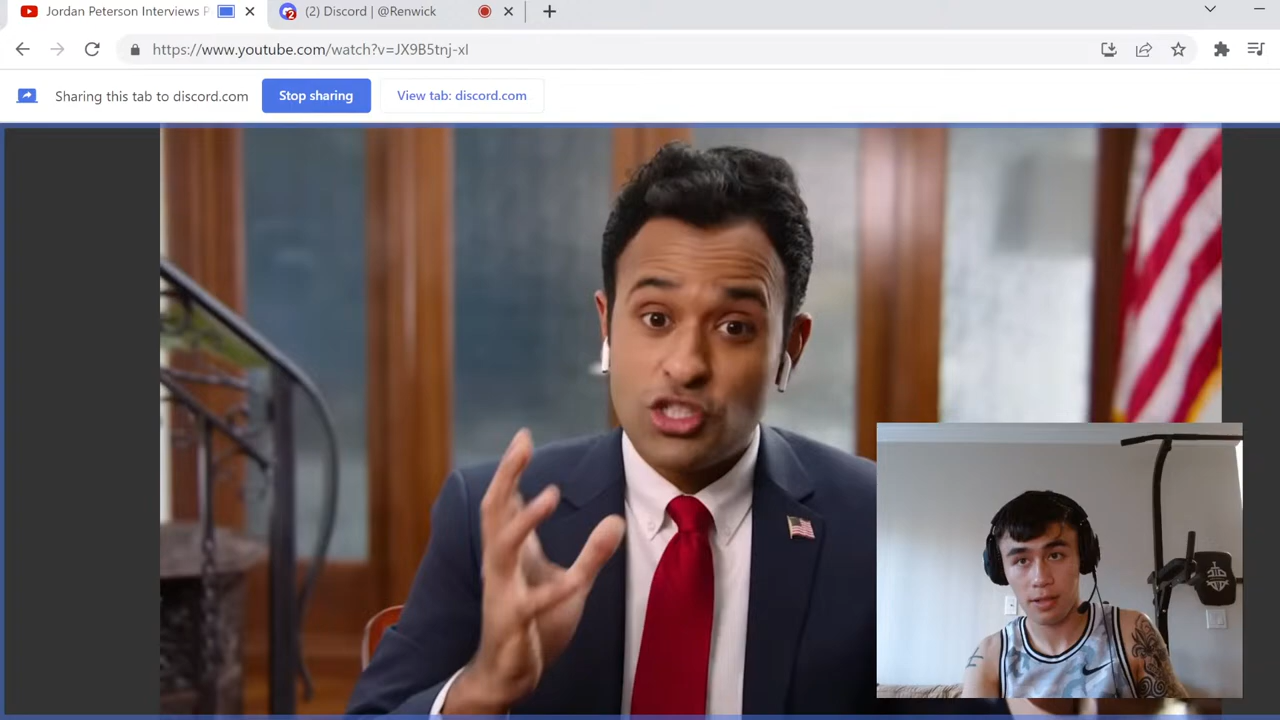 Jordan Peterson Interviews P
2
(2) Discord | @Renwick
https://www.youtube.com/watch?v=JX9B5tnj-xI
Sharing this tab to discord.com
Stop sharing
View tab: discord.com